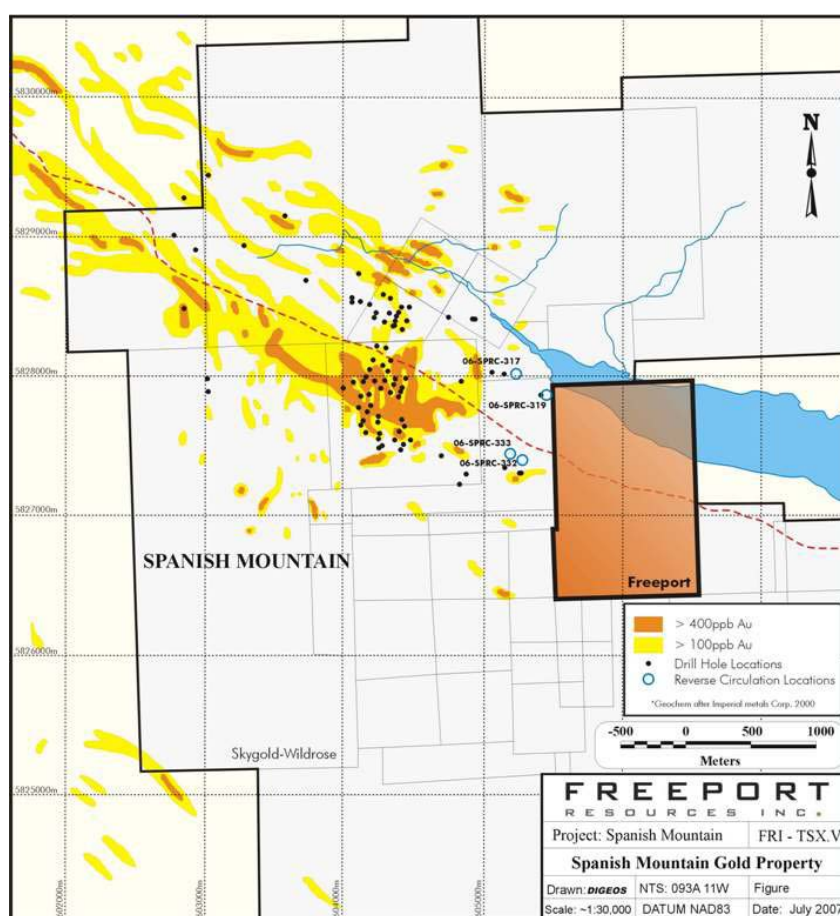 5830000m
N
5829000m
5828000m
06-SPRC-317
06-SPRC-319
06-SPRC-333
06-SPRC-332
5827000m
SPANISH MOUNTAIN
Freeport
> 400ppb Au
> 100ppb Au
Drill Hole Locations
Reverse Circulation Locations
*Geochem after Imperial metals Corp. 2000
5826000m
-500 0 500 1000
Meters
Skygold-Wildrose
5825000m
FREEPORT
RESOURCES INC.
Project: Spanish Mountain FRI - TSX.V
Spanish Mountain Gold Property
Drawn: DIGEOS NTS: 093A 11W Figure
Scale: ~1:30,000 DATUM NAD83 Date: July 2007